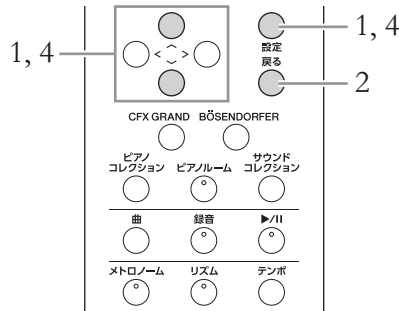 1, 4
< >
1, 4
設定
戻る
2
CFX GRAND BÖSENDORFER
ピアノ
コレクション
ピアノルーム
サウンド
コレクション
曲 録音 ▶/II
メトロノーム リズム テンポ